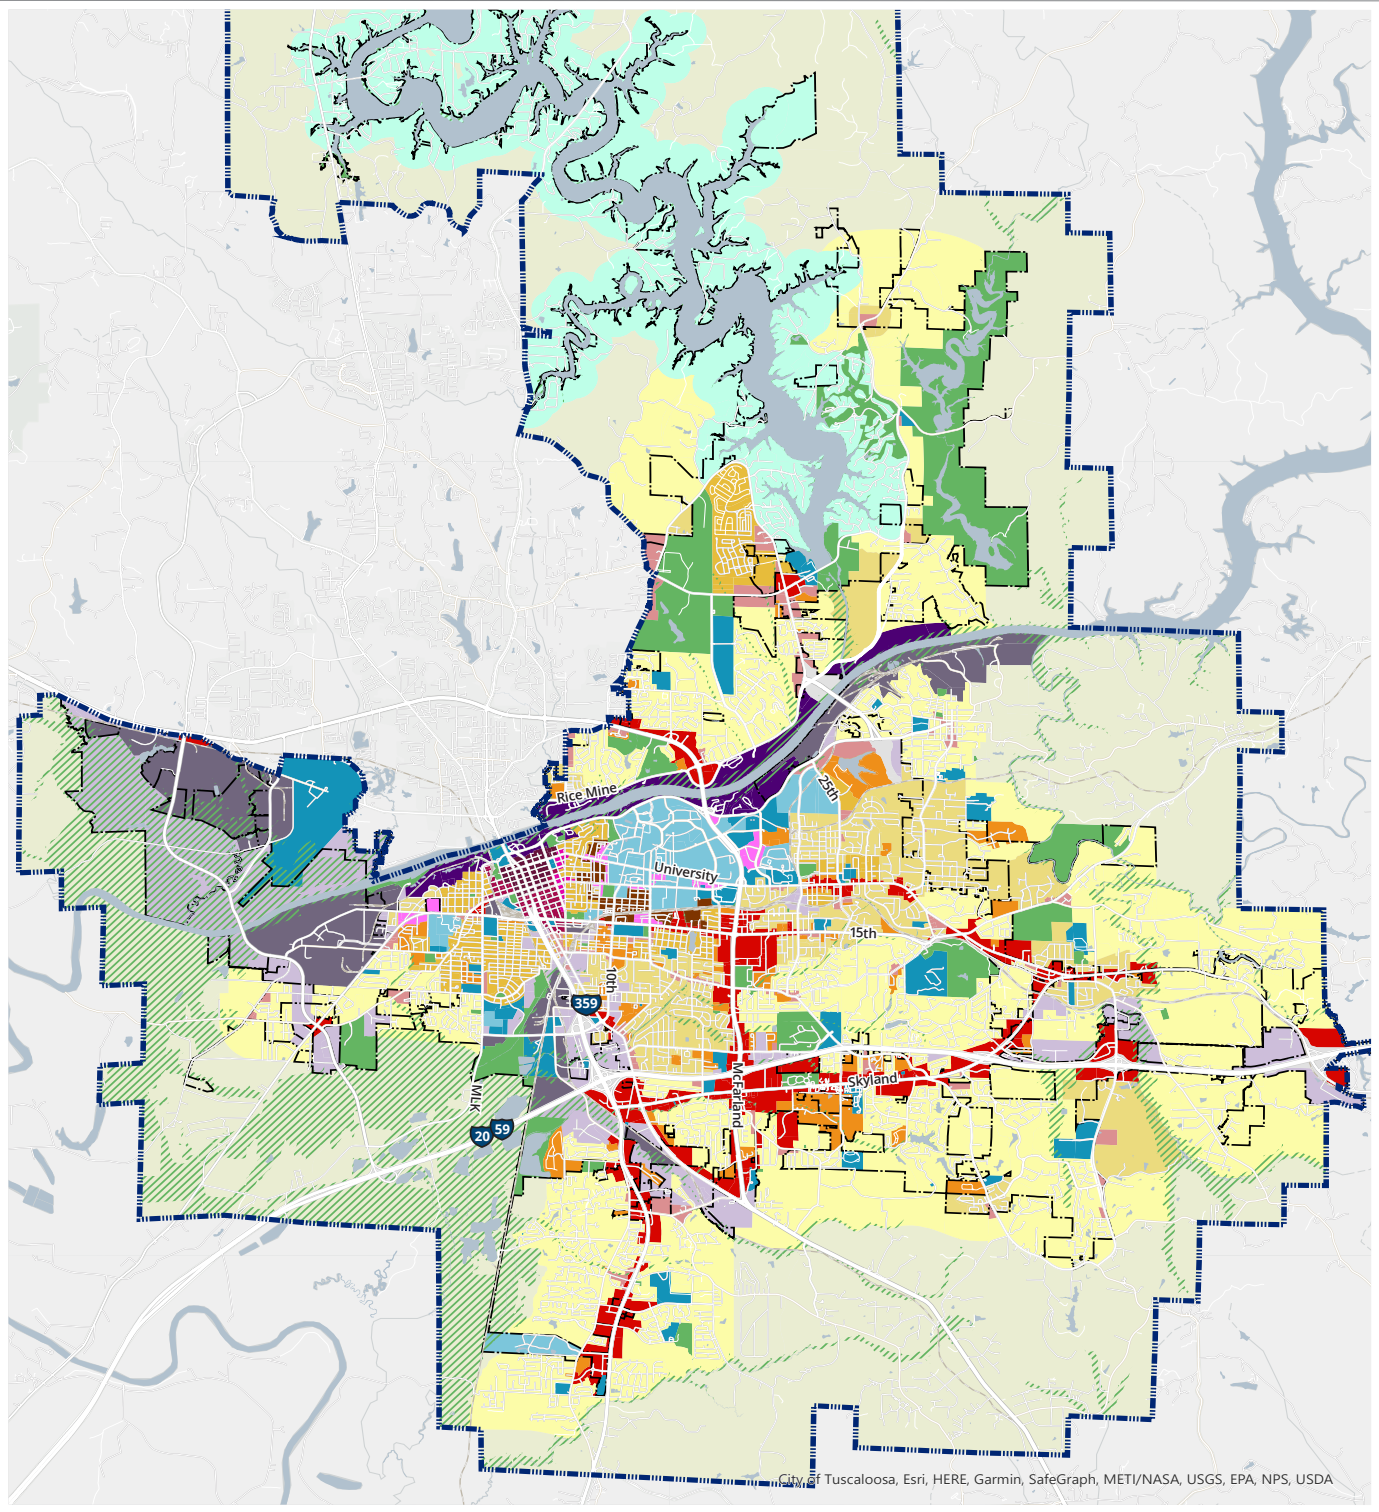 Rice Mine
25th
University
15th
10th
359
McFarland
Skyland
MLK
20
59
City of Tuscaloosa, Esri, HERE, Garmin, SafeGraph, METI/NASA, USGS, EPA, NPS, USDA